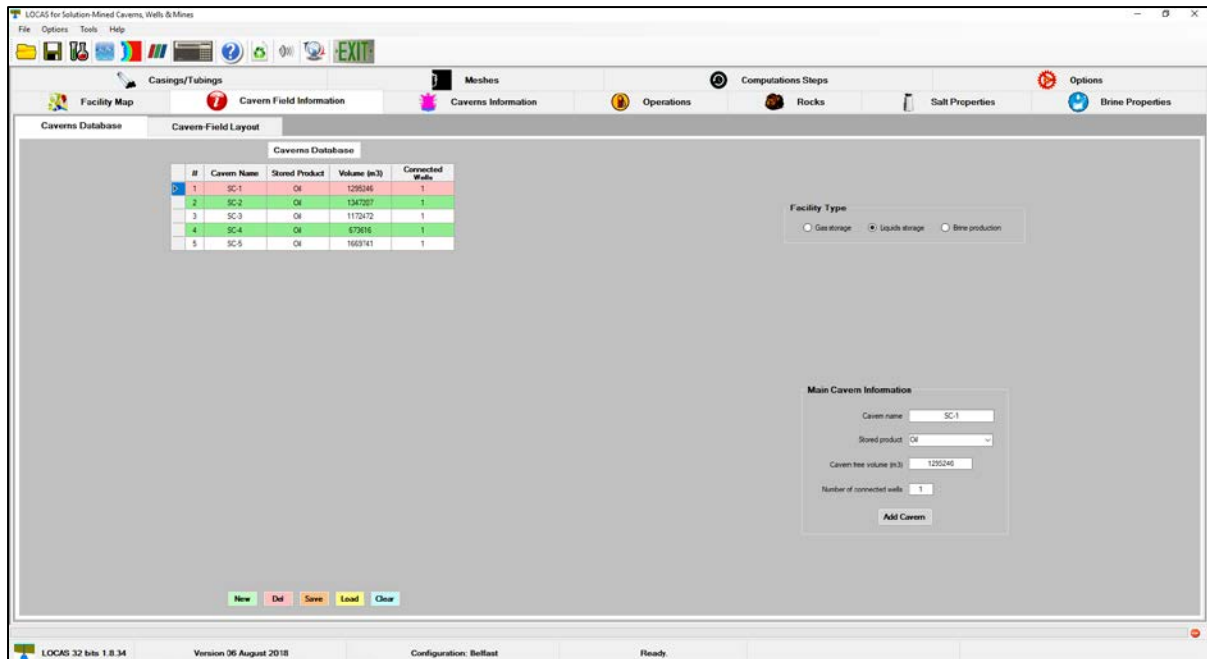 LOCAS for Solution-Mined Caverns, Wells & Mines
File Options Tools Help
EXIT
Casings/Tubings Meshes Computations Steps Options
Facility Map Cavern Field Information Caverns Information Operations Rocks Salt Properties Brine Properties
Caverns Database Cavern-Field Layout
Caverns Database
# Cavern Name Stored Product Volume (m3) Connected Wells
1 SC-1 Oil 1295246 1
2 SC-2 Oil 1347207 1
3 SC-3 Oil 1172472 1
4 SC-4 Oil 673616 1
5 SC-5 Oil 1669741 1
Facility Type
Gas storage Liquids storage Brine production
Main Cavern Information
Cavern name SC-1
Stored product Oil
Cavern free volume (m3) 1295246
Number of connected wells 1
Add Cavern
New Del Save Load Clear
LOCAS 32 bits 1.8.34 Version 06 August 2018 Configuration: Belfast Ready.